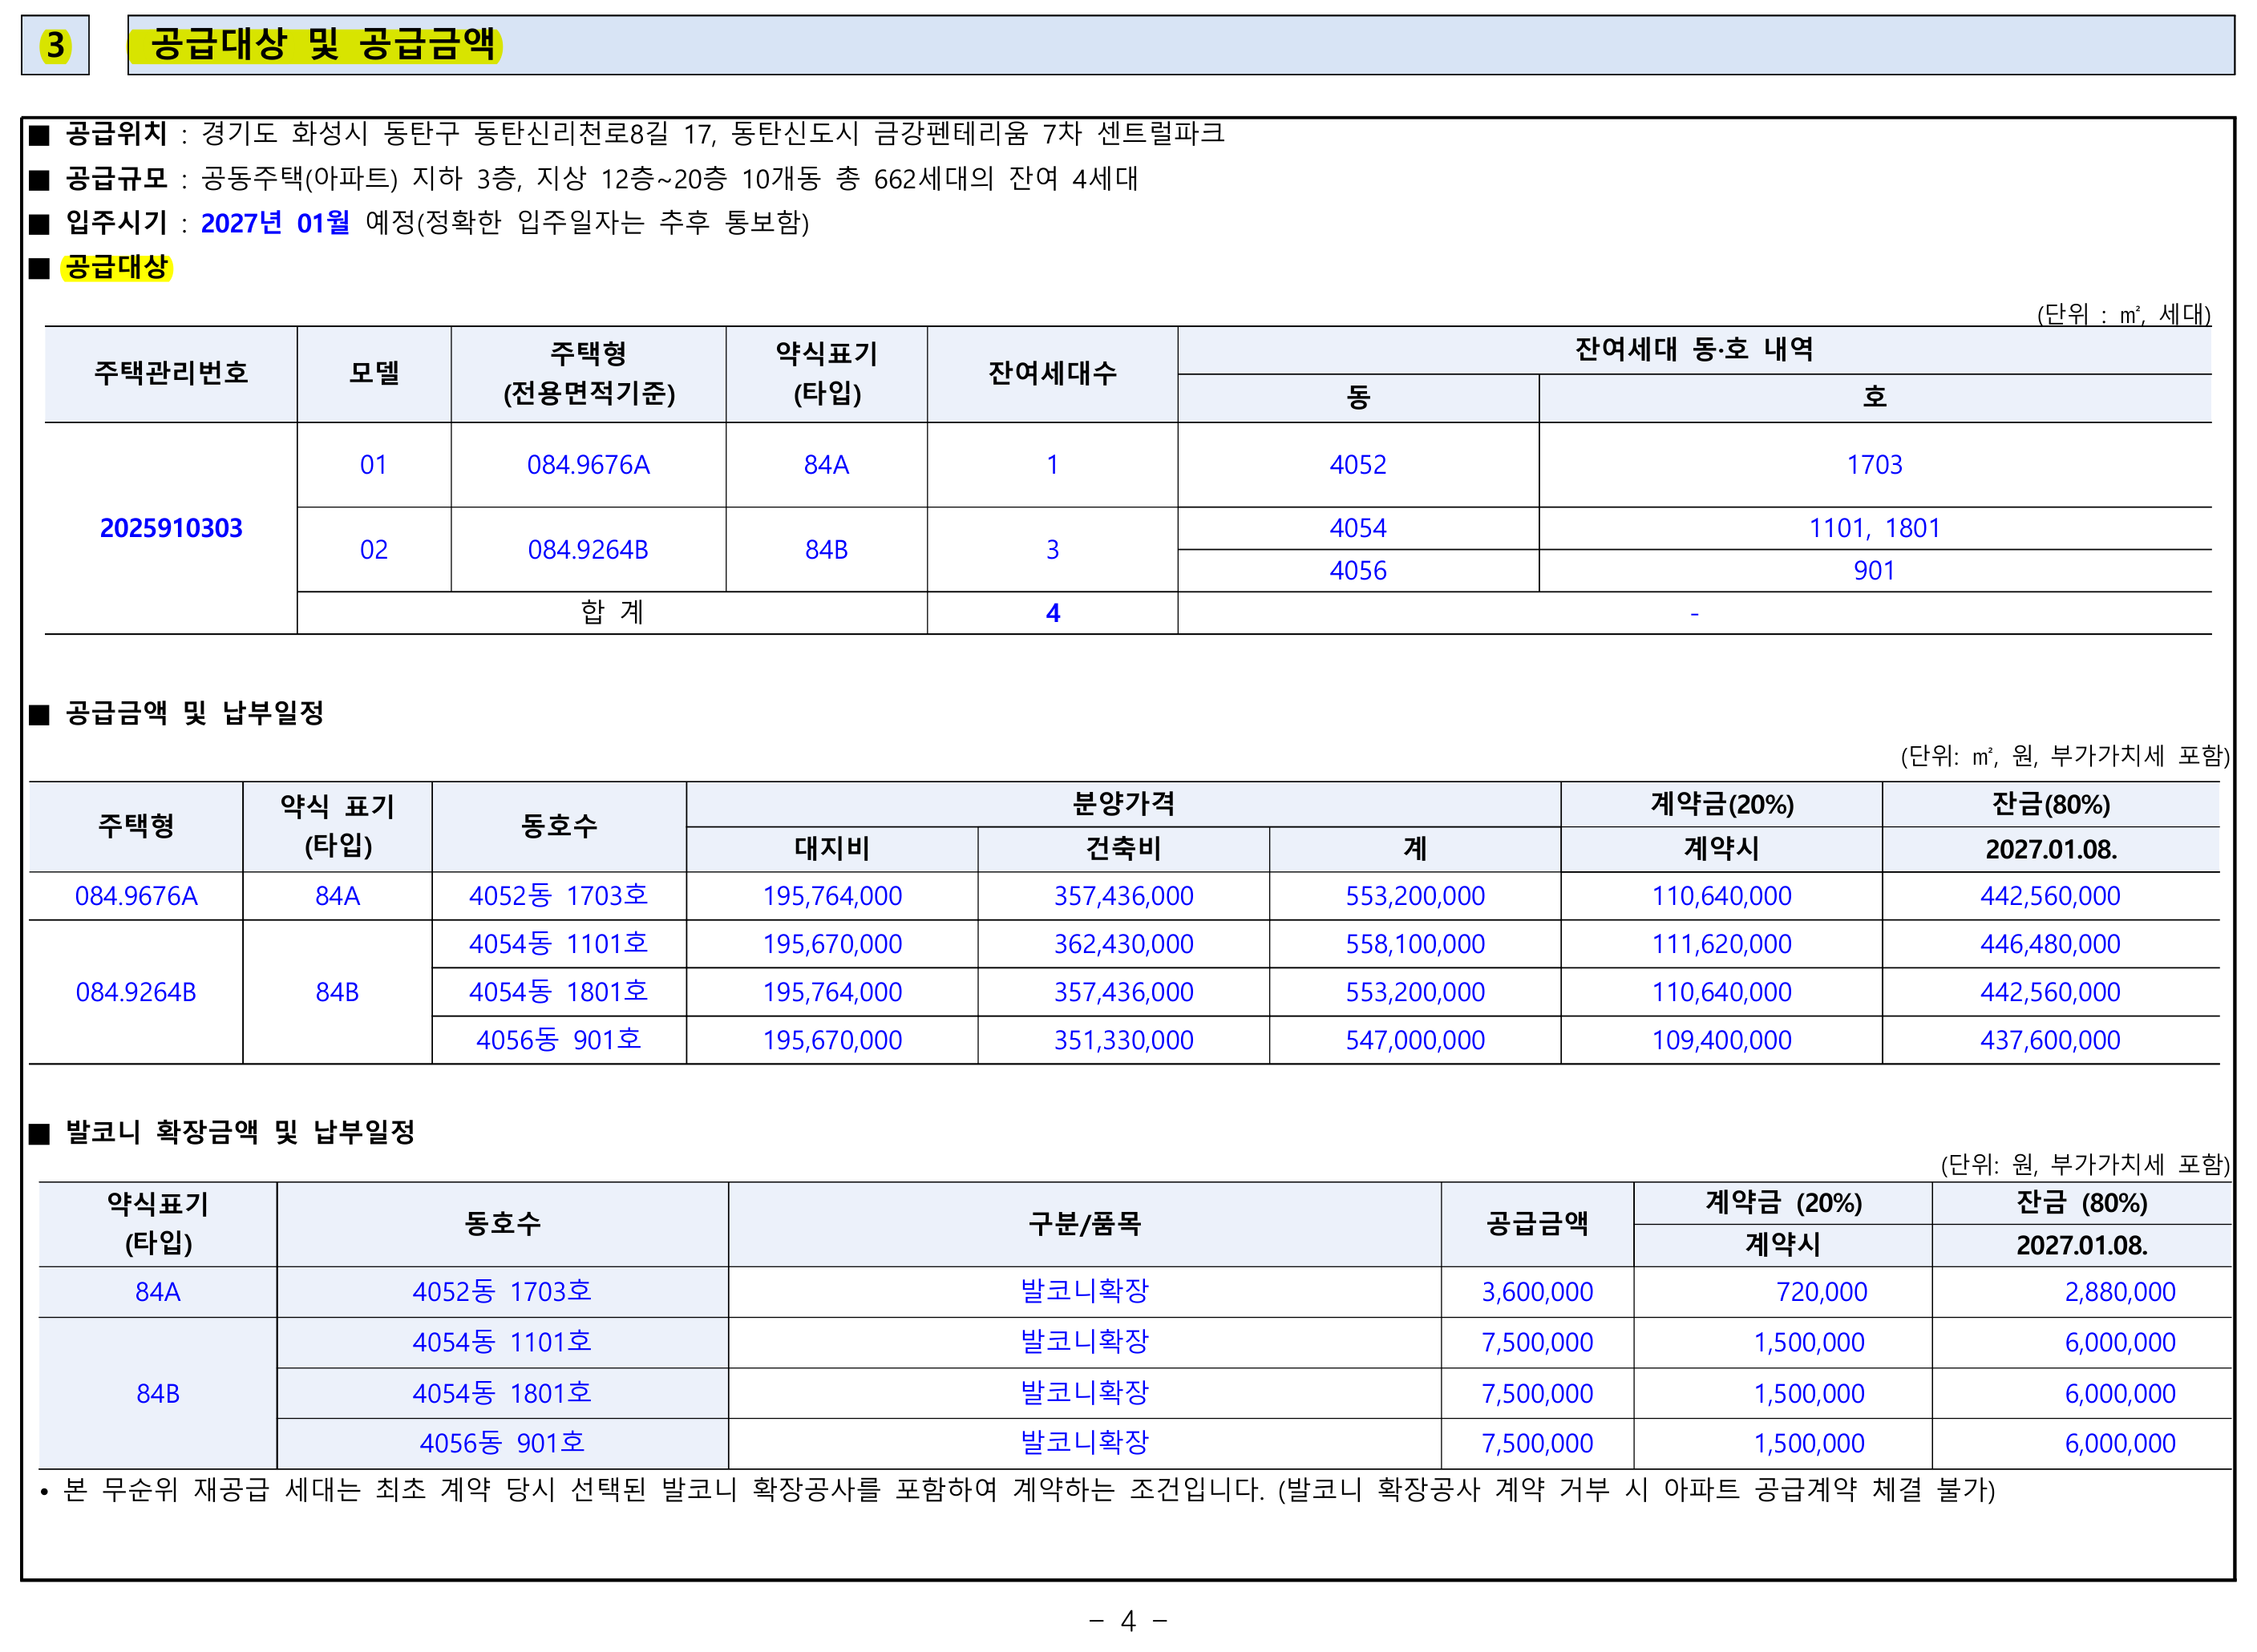 3 공급대상 및 공급금액
■ 공급위치 : 경기도 화성시 동탄구 동탄신리천로8길 17, 동탄신도시 금강펜테리움 7차 센트럴파크
■ 공급규모 : 공동주택(아파트) 지하 3층, 지상 12층~20층 10개동 총 662세대의 잔여 4세대
■ 입주시기 : 2027년 01월 예정(정확한 입주일자는 추후 통보함)
■ 공급대상
(단위 : ㎡, 세대)
주택관리번호 모델 주택형 (전용면적기준) 약식표기 (타입) 잔여세대수 잔여세대 동·호 내역
동 호
2025910303 01 084.9676A 84A 1 4052 1703
02 084.9264B 84B 3 4054 1101, 1801
4056 901
합 계 4 -
■ 공급금액 및 납부일정
(단위: ㎡, 원, 부가가치세 포함)
주택형 약식 표기 (타입) 동호수 분양가격 계약금(20%) 잔금(80%)
대지비 건축비 계 계약시 2027.01.08.
084.9676A 84A 4052동 1703호 195,764,000 357,436,000 553,200,000 110,640,000 442,560,000
084.9264B 84B 4054동 1101호 195,670,000 362,430,000 558,100,000 111,620,000 446,480,000
4054동 1801호 195,764,000 357,436,000 553,200,000 110,640,000 442,560,000
4056동 901호 195,670,000 351,330,000 547,000,000 109,400,000 437,600,000
■ 발코니 확장금액 및 납부일정
(단위: 원, 부가가치세 포함)
약식표기 (타입) 동호수 구분/품목 공급금액 계약금 (20%) 잔금 (80%)
계약시 2027.01.08.
84A 4052동 1703호 발코니확장 3,600,000 720,000 2,880,000
84B 4054동 1101호 발코니확장 7,500,000 1,500,000 6,000,000
4054동 1801호 발코니확장 7,500,000 1,500,000 6,000,000
4056동 901호 발코니확장 7,500,000 1,500,000 6,000,000
• 본 무순위 재공급 세대는 최초 계약 당시 선택된 발코니 확장공사를 포함하여 계약하는 조건입니다. (발코니 확장공사 계약 거부 시 아파트 공급계약 체결 불가)
- 4 -